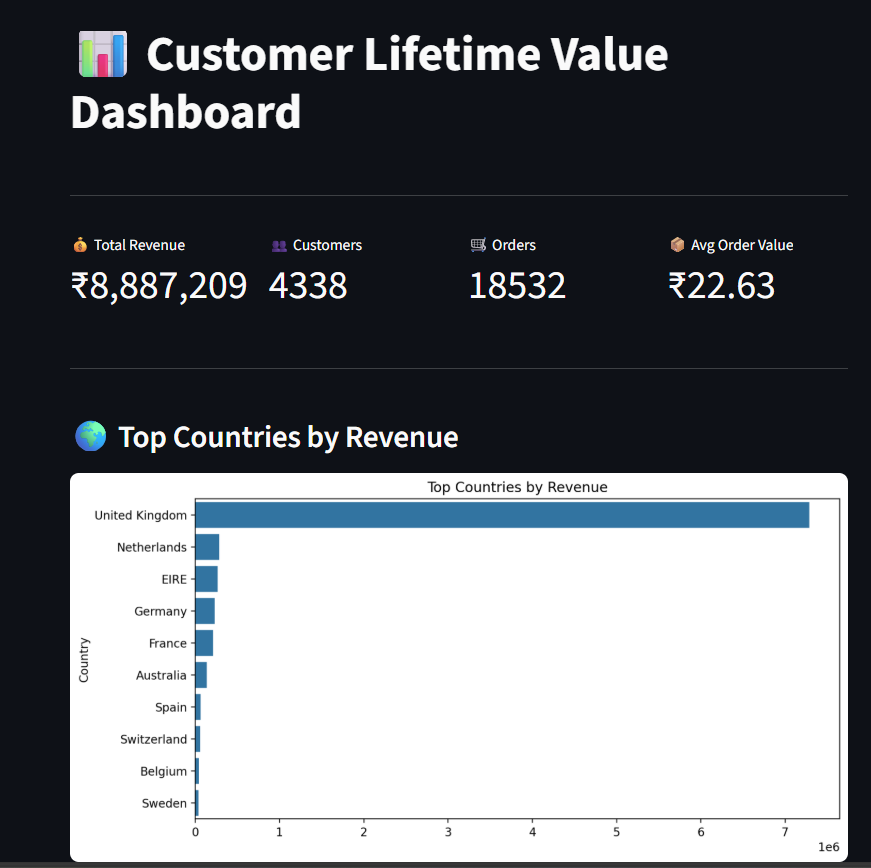 📊 Customer Lifetime Value
Dashboard
💰 Total Revenue
₹8,887,209
👥 Customers
4338
🛒 Orders
18532
📦 Avg Order Value
₹22.63
🌍 Top Countries by Revenue
Top Countries by Revenue
Country
United Kingdom
Netherlands
EIRE
Germany
France
Australia
Spain
Switzerland
Belgium
Sweden
0 1 2 3 4 5 6 7
1e6